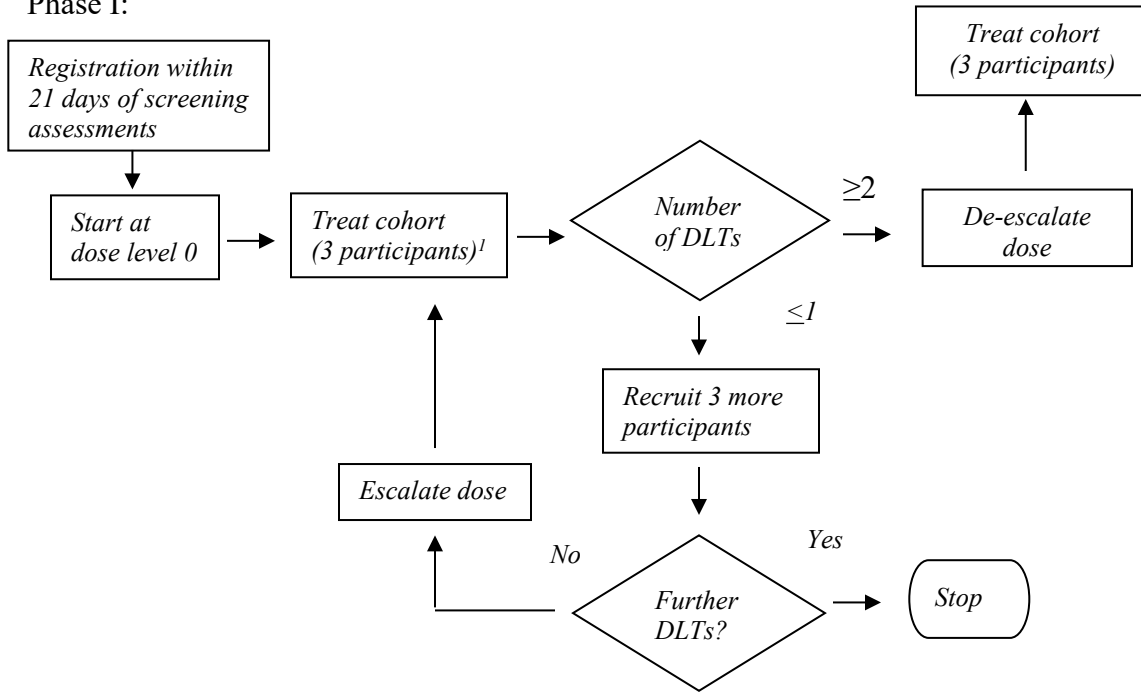 Phase I:
Registration within
21 days of screening
assessments
Start at
dose level 0
Treat cohort
(3 participants)¹
Number
of DLTs
≥2
De-escalate
dose
Treat cohort
(3 participants)
≤1
Recruit 3 more
participants
Escalate dose
No
Further
DLTs?
Yes
Stop